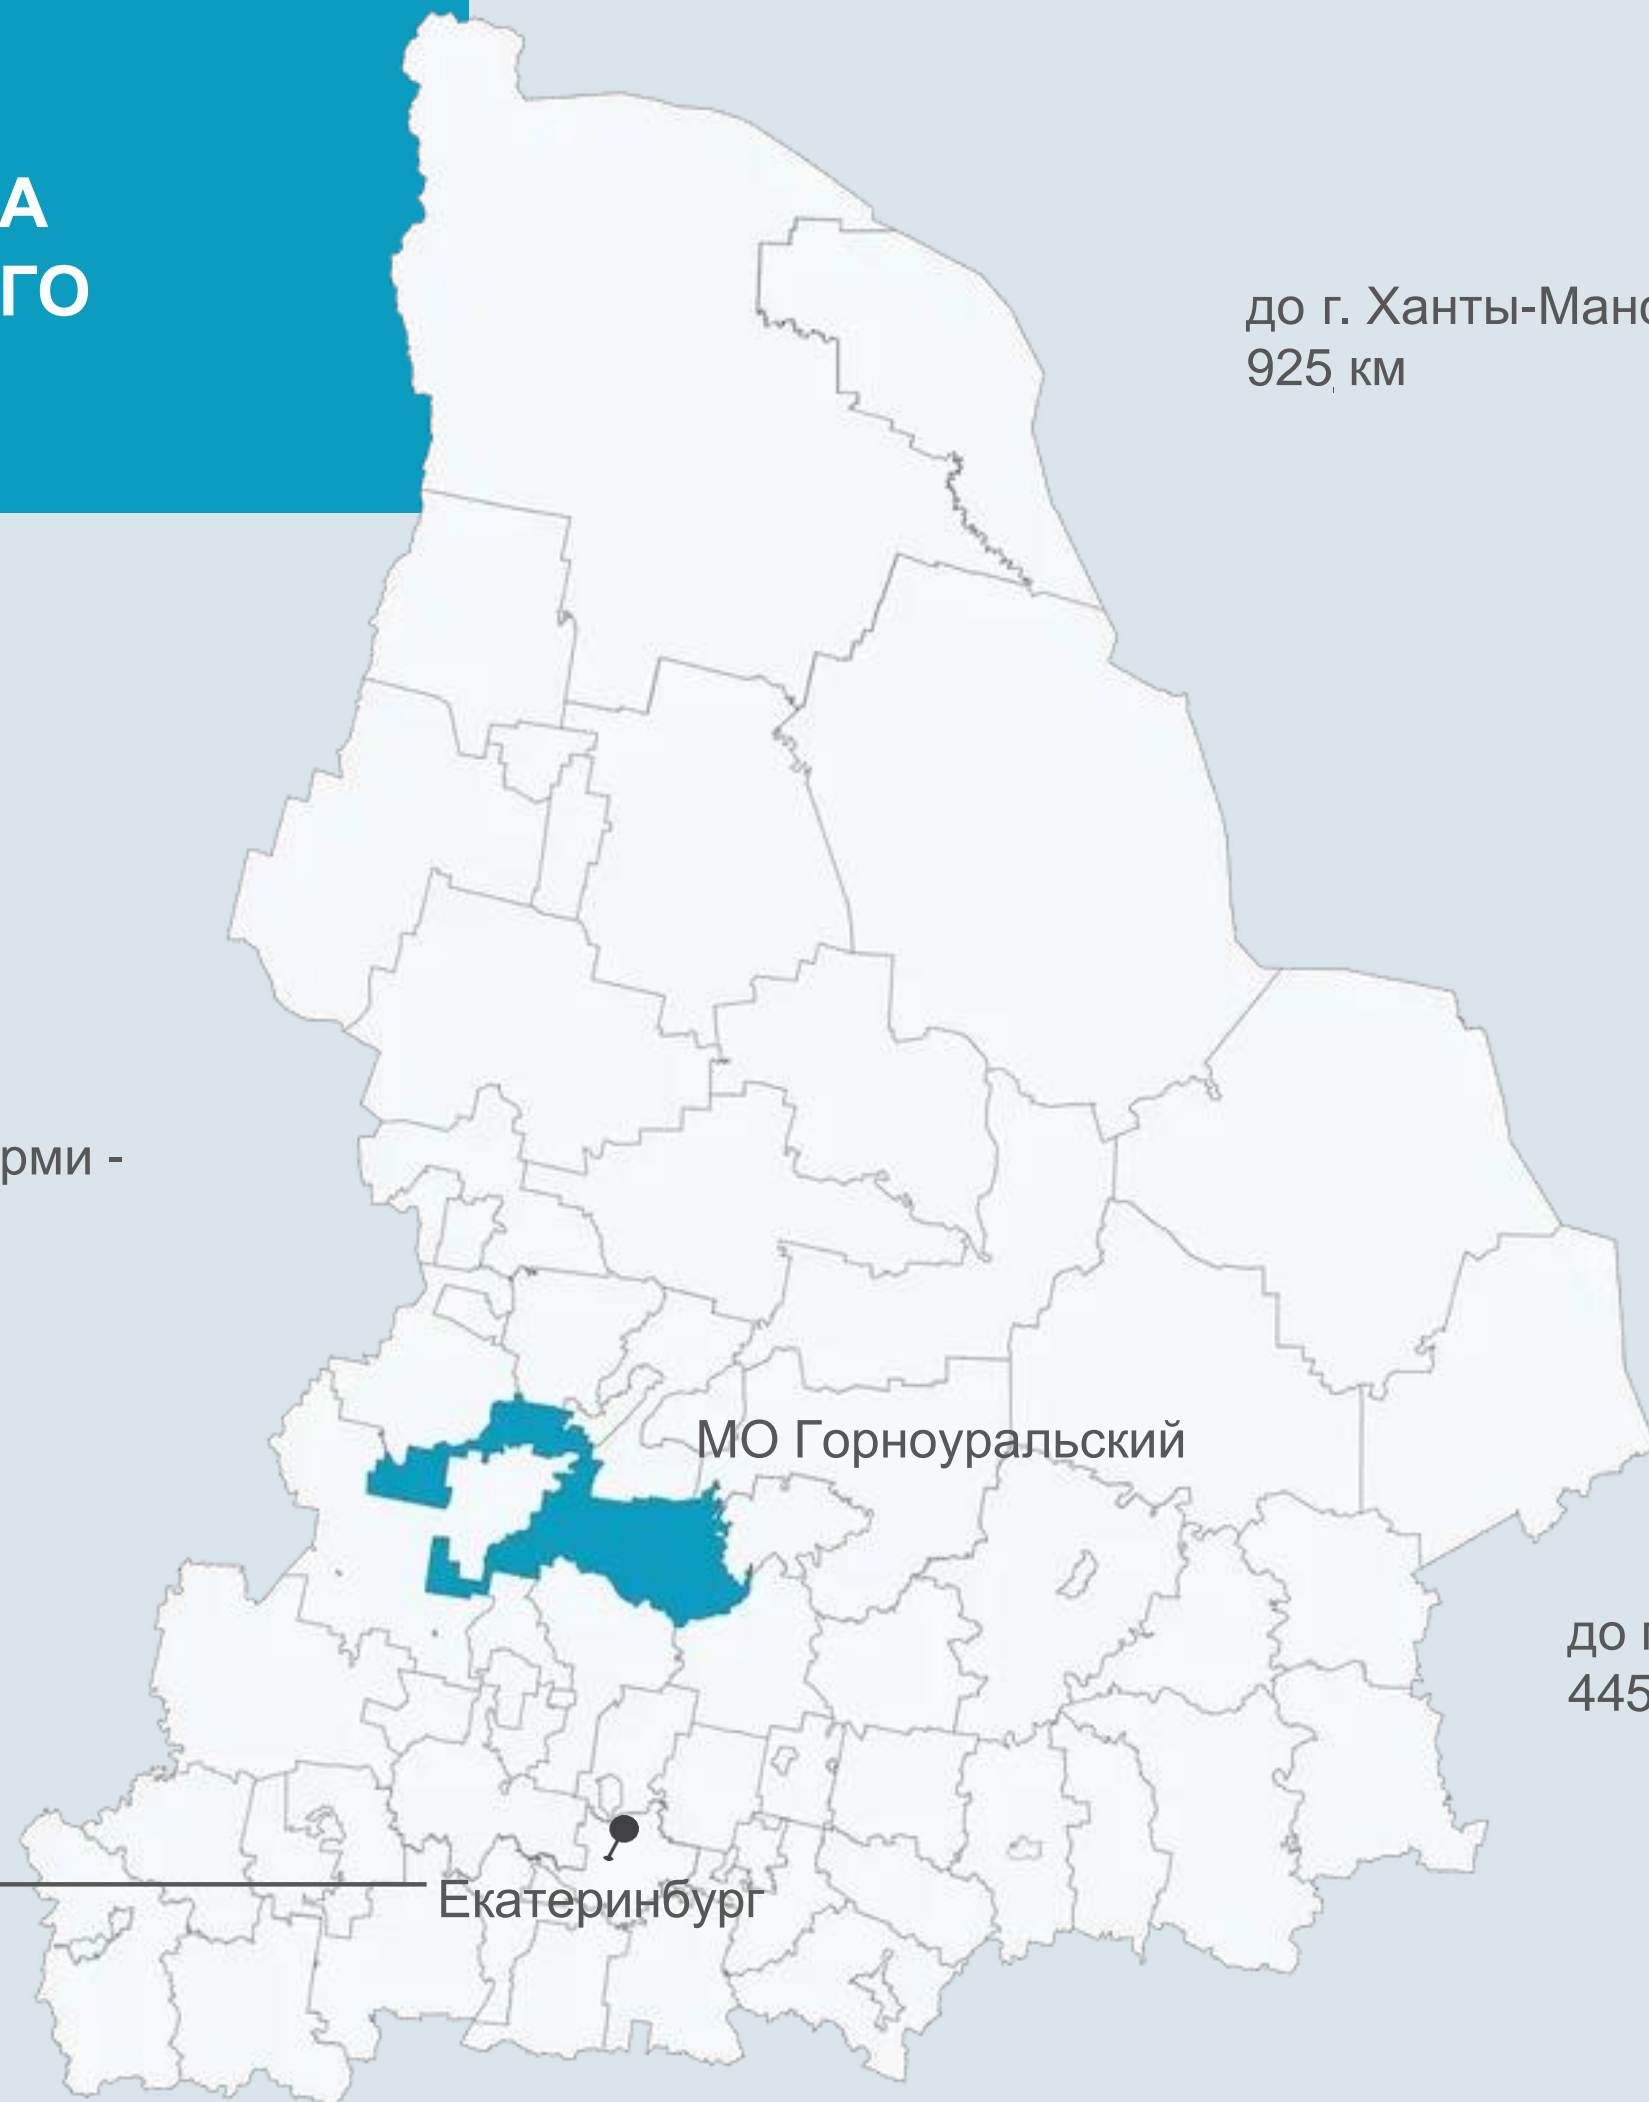 А
ГО
до г. Ханты-Манс
925 км
рми -
МО Горноуральский
до г
445
Екатеринбург